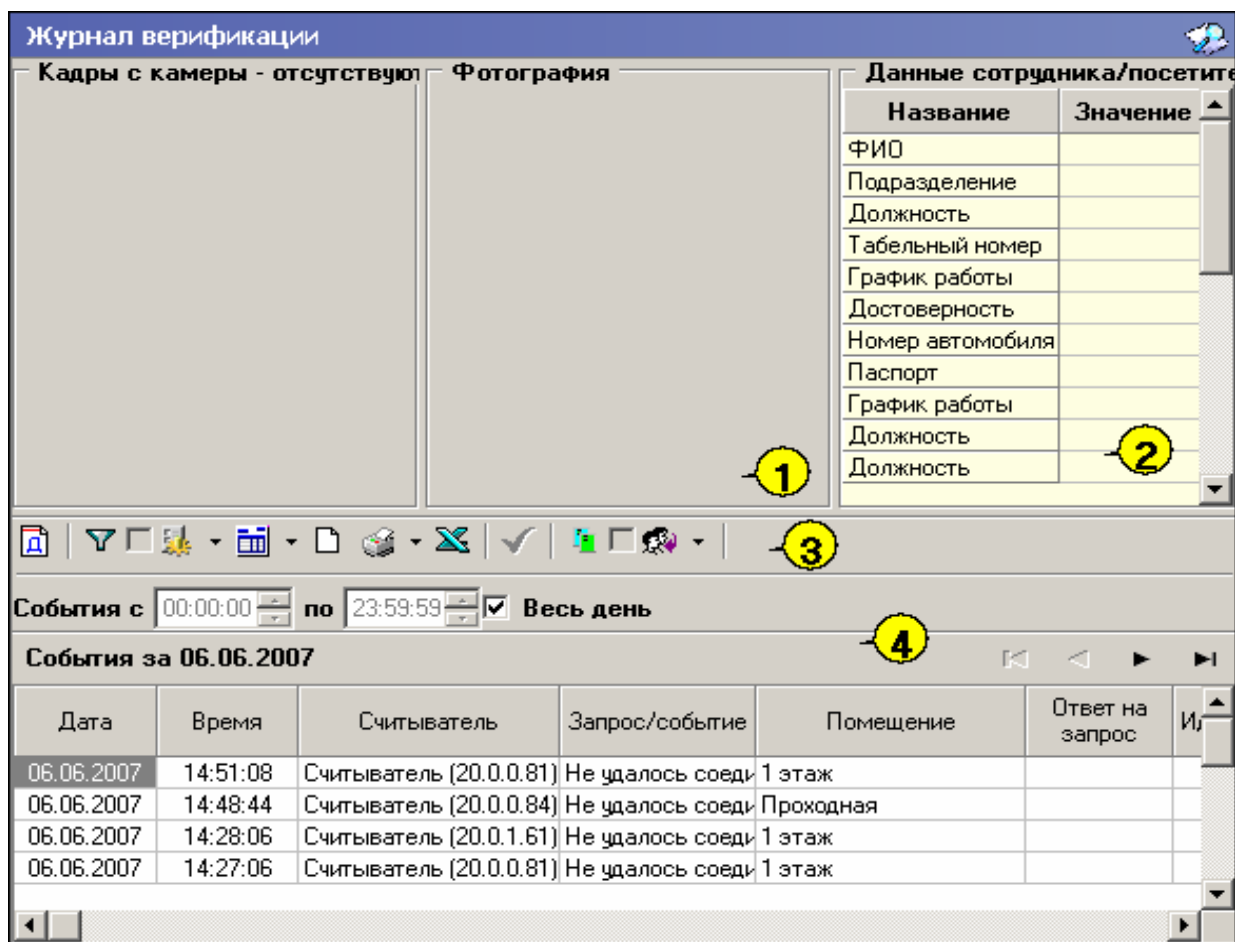 Журнал верификации
Кадры с камеры - отсутствуют
Фотография
Данные сотрудника/посетите
Название Значение
ФИО
Подразделение
Должность
Табельный номер
График работы
Достоверность
Номер автомобиля
Паспорт
График работы
Должность
Должность
1
2
д
3
События с 00:00:00 по 23:59:59 Весь день
4
События за 06.06.2007
Дата Время Считыватель Запрос/событие Помещение Ответ на запрос
06.06.2007 14:51:08 Считыватель (20.0.0.81) Не удалось соеди 1 этаж
06.06.2007 14:48:44 Считыватель (20.0.0.84) Не удалось соеди Проходная
06.06.2007 14:28:06 Считыватель (20.0.1.61) Не удалось соеди 1 этаж
06.06.2007 14:27:06 Считыватель (20.0.0.81) Не удалось соеди 1 этаж